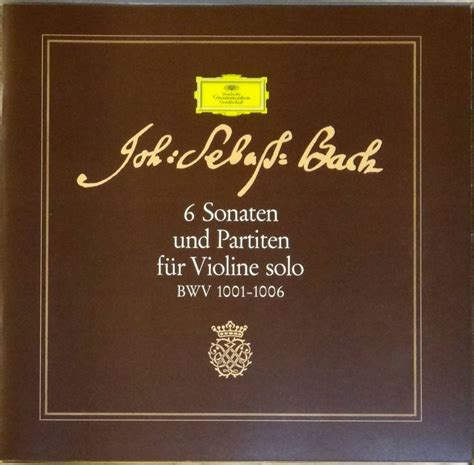 Deutsche
Grammophon
Gesellschaft
Joh: Sebast: Bach
6 Sonaten
und Partiten
für Violine solo
BWV 1001-1006